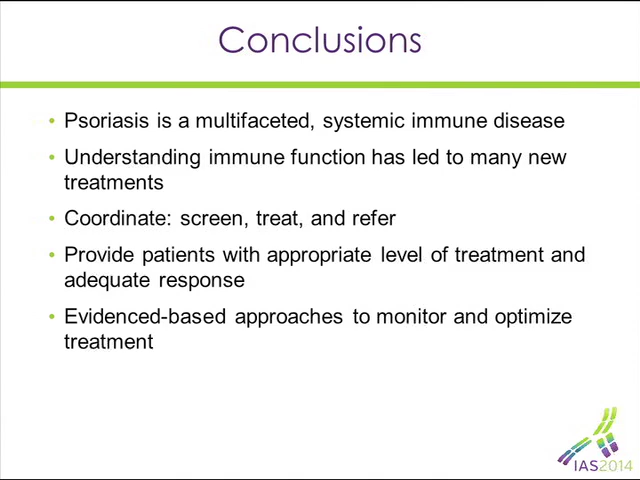 Conclusions
• Psoriasis is a multifaceted, systemic immune disease
• Understanding immune function has led to many new
treatments
• Coordinate: screen, treat, and refer
• Provide patients with appropriate level of treatment and
adequate response
• Evidenced-based approaches to monitor and optimize
treatment
IAS2014